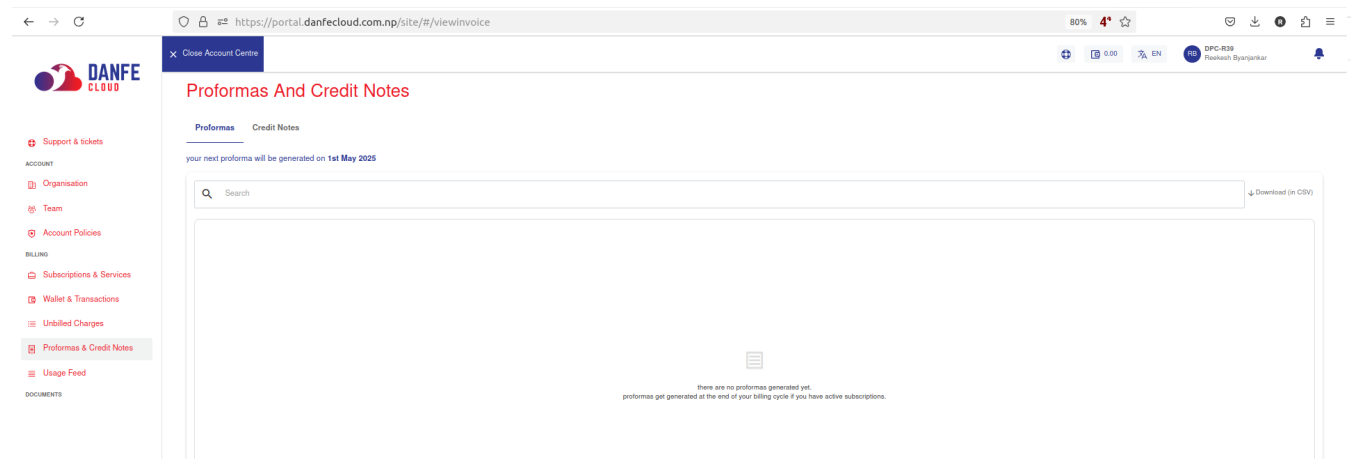 https://portal.danfecloud.com.np/site/#/viewinvoice
80%
DANFE
CLOUD
× Close Account Centre
0.00
EN
RB
DPC-R39
Reekesh Byanjankar
Proformas And Credit Notes
Proformas
Credit Notes
your next proforma will be generated on 1st May 2025
Search
Download (in CSV)
Support & tickets
ACCOUNT
Organisation
Team
Account Policies
BILLING
Subscriptions & Services
Wallet & Transactions
Unbilled Charges
Proformas & Credit Notes
Usage Feed
DOCUMENTS
there are no proformas generated yet.
proformas get generated at the end of your billing cycle if you have active subscriptions.